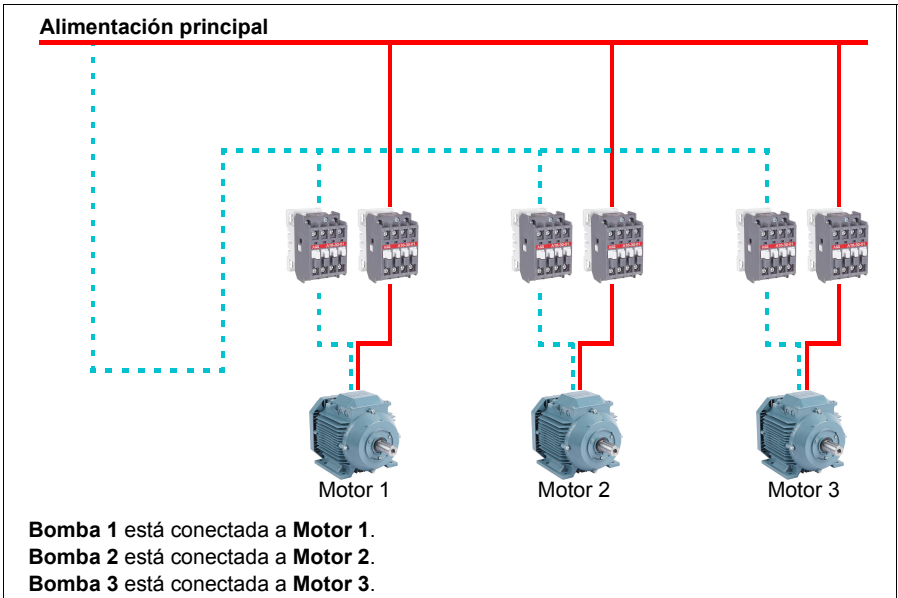 Alimentación principal
Motor 1
Motor 2
Motor 3
Bomba 1 está conectada a Motor 1.
Bomba 2 está conectada a Motor 2.
Bomba 3 está conectada a Motor 3.